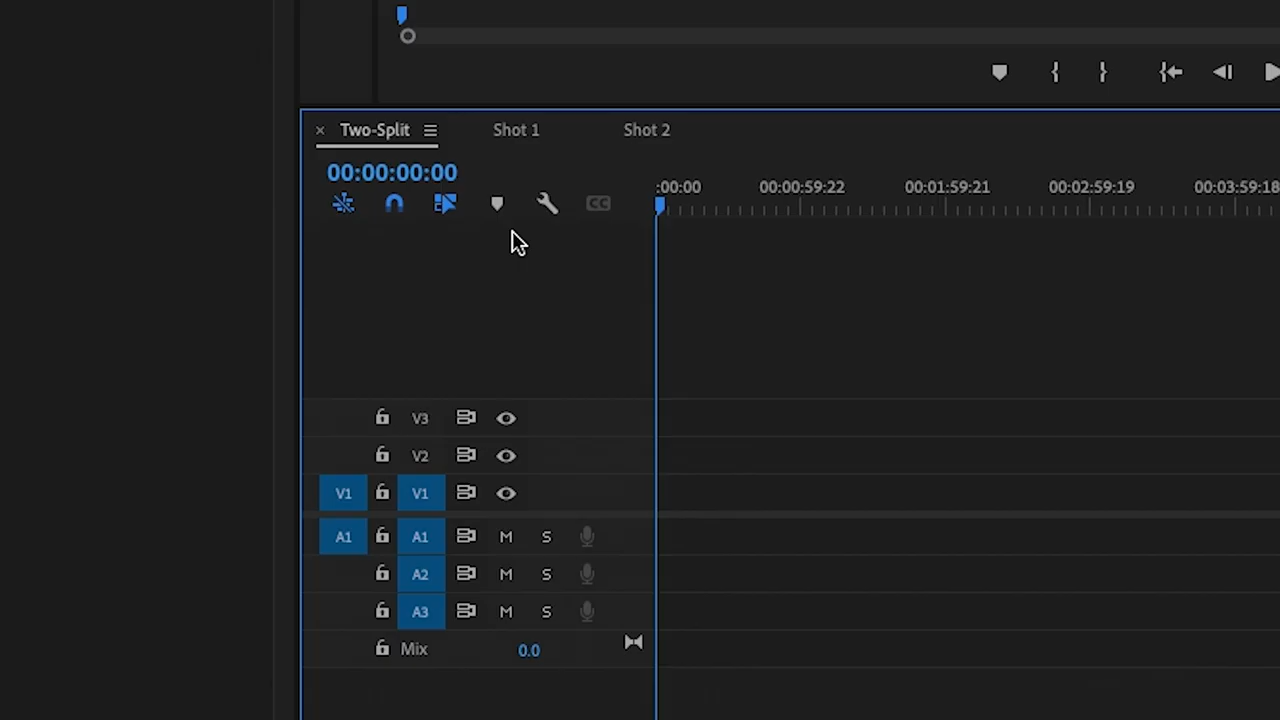 Two-Split Shot 1 Shot 2
00:00:00:00
:00:00 00:00:59:22 00:01:59:21 00:02:59:19 00:03:59:18
CC
V3
V2
V1 V1
A1 A1 M S
A2 M S
A3 M S
Mix 0.0